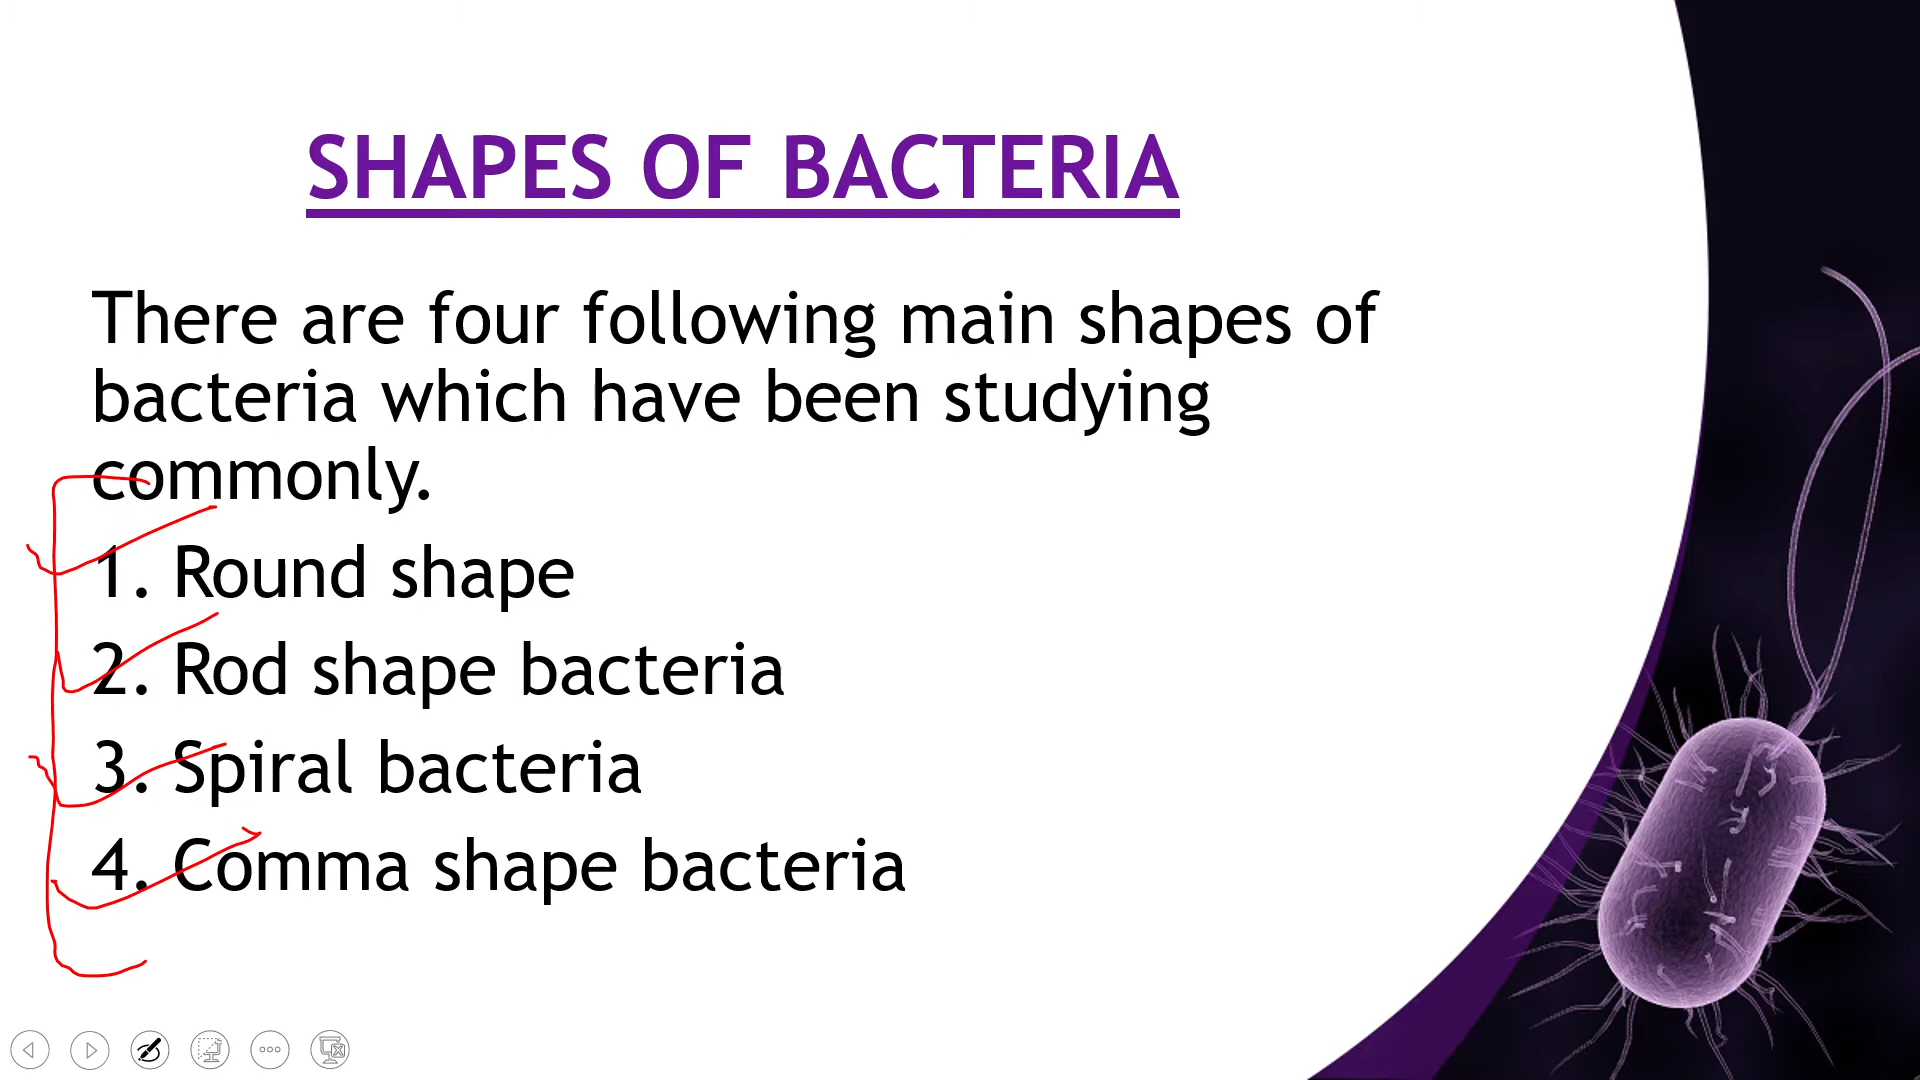 SHAPES OF BACTERIA
There are four following main shapes of
bacteria which have been studying
commonly.
1. Round shape
2. Rod shape bacteria
3. Spiral bacteria
4. Comma shape bacteria